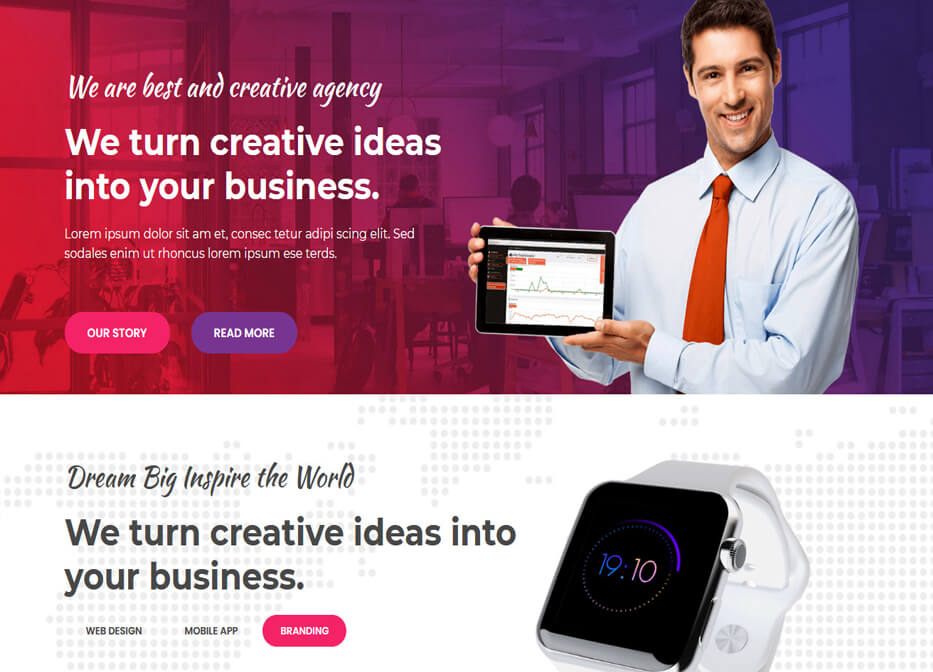 We are best and creative agency
We turn creative ideas
into your business.
Lorem ipsum dolor sit am et, consec tetur adipi scing elit. Sed
sodales enim ut rhoncus lorem ipsum ese terds.
OUR STORY
READ MORE
Dream Big Inspire the World
We turn creative ideas into
your business.
WEB DESIGN
MOBILE APP
BRANDING
19:10